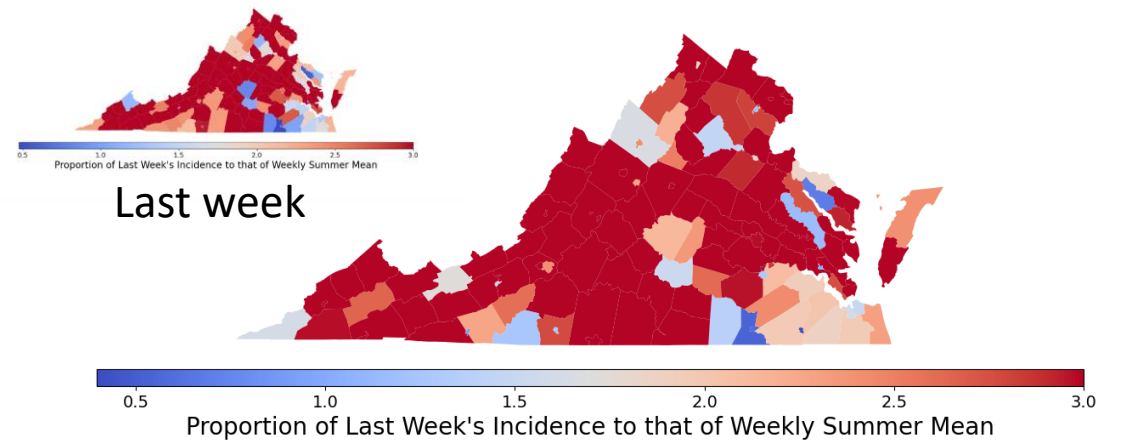 0.5 1.0 1.5 2.0 2.5 3.0
Proportion of Last Week's Incidence to that of Weekly Summer Mean
Last week
0.5 1.0 1.5 2.0 2.5 3.0
Proportion of Last Week's Incidence to that of Weekly Summer Mean